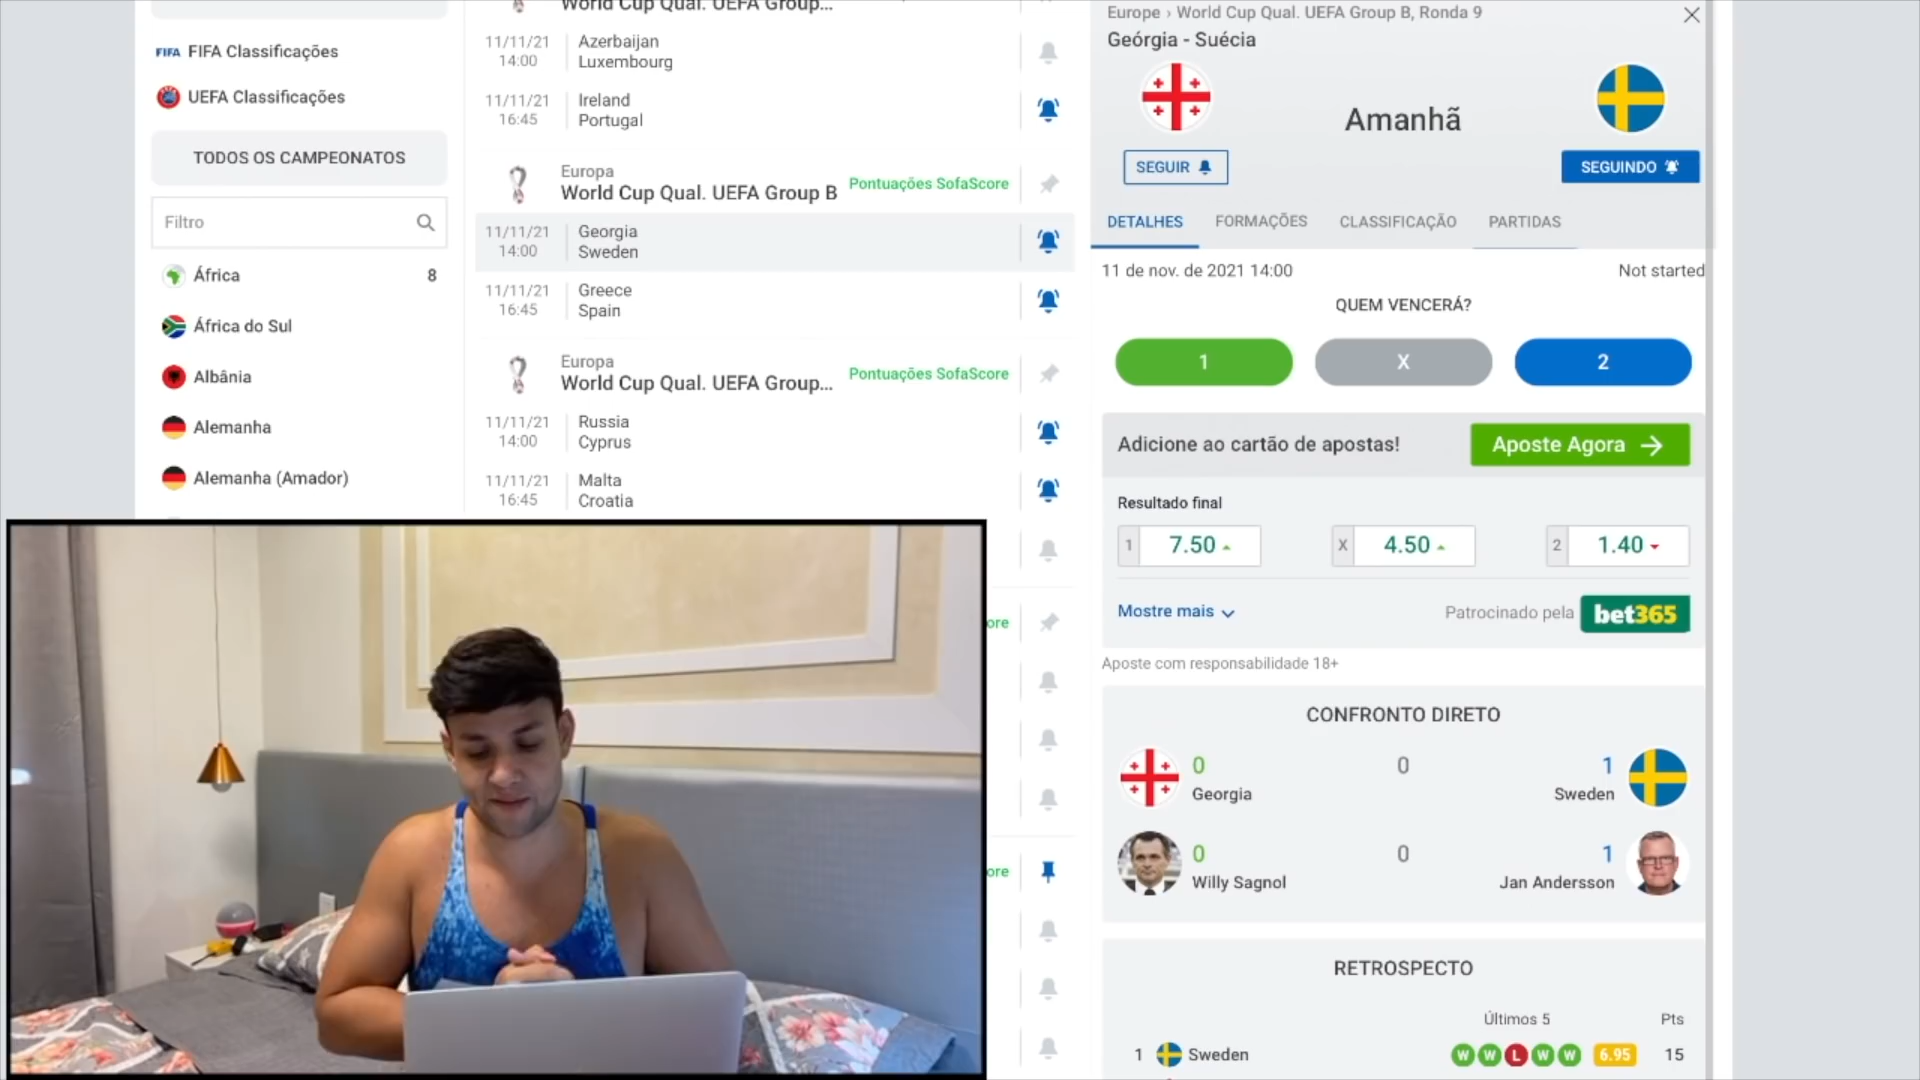 FIFA FIFA Classificações
UEFA Classificações
TODOS OS CAMPEONATOS
Filtro
África 8
África do Sul
Albânia
Alemanha
Alemanha (Amador)
World Cup Qual. UEFA Group...
11/11/21 Azerbaijan
14:00 Luxembourg
11/11/21 Ireland
16:45 Portugal
Europa
World Cup Qual. UEFA Group B Pontuações SofaScore
11/11/21 Georgia
14:00 Sweden
11/11/21 Greece
16:45 Spain
Europa
World Cup Qual. UEFA Group... Pontuações SofaScore
11/11/21 Russia
14:00 Cyprus
11/11/21 Malta
16:45 Croatia
ore
ore
Europe › World Cup Qual. UEFA Group B, Ronda 9
Geórgia - Suécia
Amanhã
SEGUIR SEGUINDO
DETALHES FORMAÇÕES CLASSIFICAÇÃO PARTIDAS
11 de nov. de 2021 14:00 Not started
QUEM VENCERÁ?
1 X 2
Adicione ao cartão de apostas! Aposte Agora
Resultado final
1 7.50 X 4.50 2 1.40
Mostre mais Patrocinado pela bet365
Aposte com responsabilidade 18+
CONFRONTO DIRETO
0 0 1
Georgia Sweden
0 0 1
Willy Sagnol Jan Andersson
RETROSPECTO
Últimos 5 Pts
1 Sweden W W L W W 6.95 15